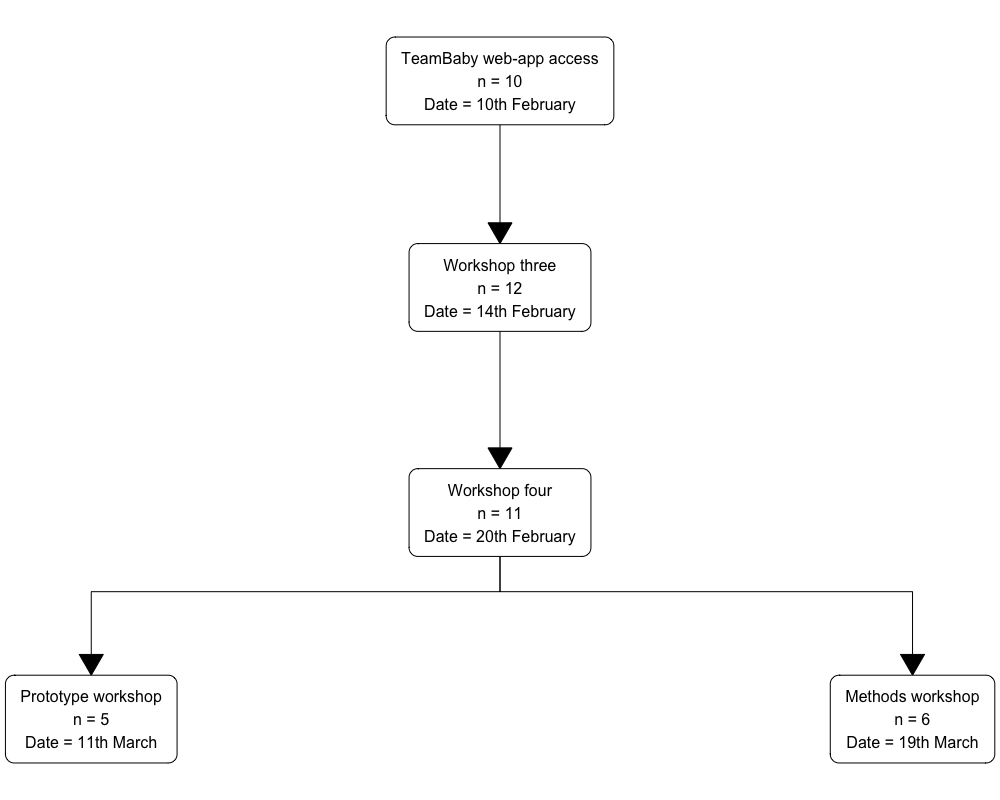 TeamBaby web-app access
n = 10
Date = 10th February
Workshop three
n = 12
Date = 14th February
Workshop four
n = 11
Date = 20th February
Prototype workshop
n = 5
Date = 11th March
Methods workshop
n = 6
Date = 19th March